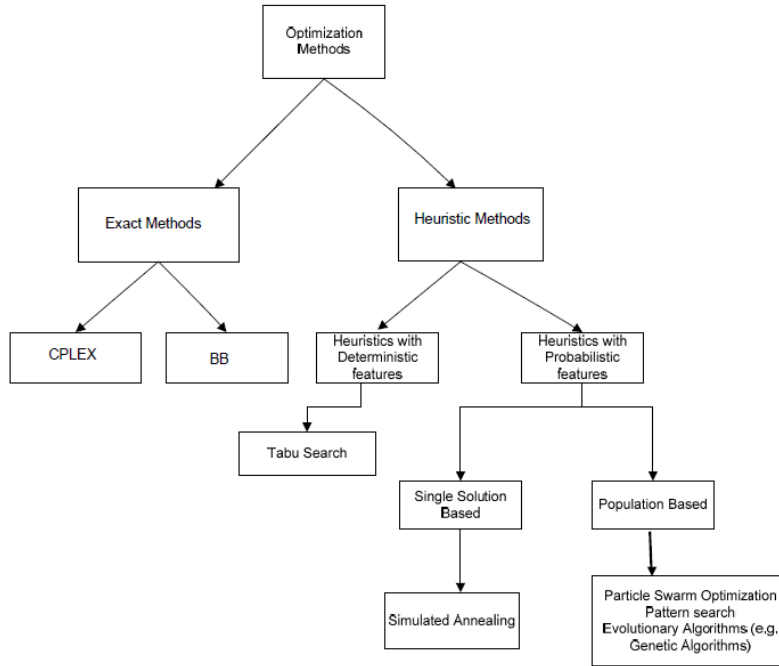 Optimization
Methods
Exact Methods
Heuristic Methods
CPLEX
BB
Heuristics with
Deterministic
features
Heuristics with
Probabilistic
features
Tabu Search
Single Solution
Based
Population Based
Simulated Annealing
Particle Swarm Optimization
Pattern search
Evolutionary Algorithms (e.g.
Genetic Algorithms)